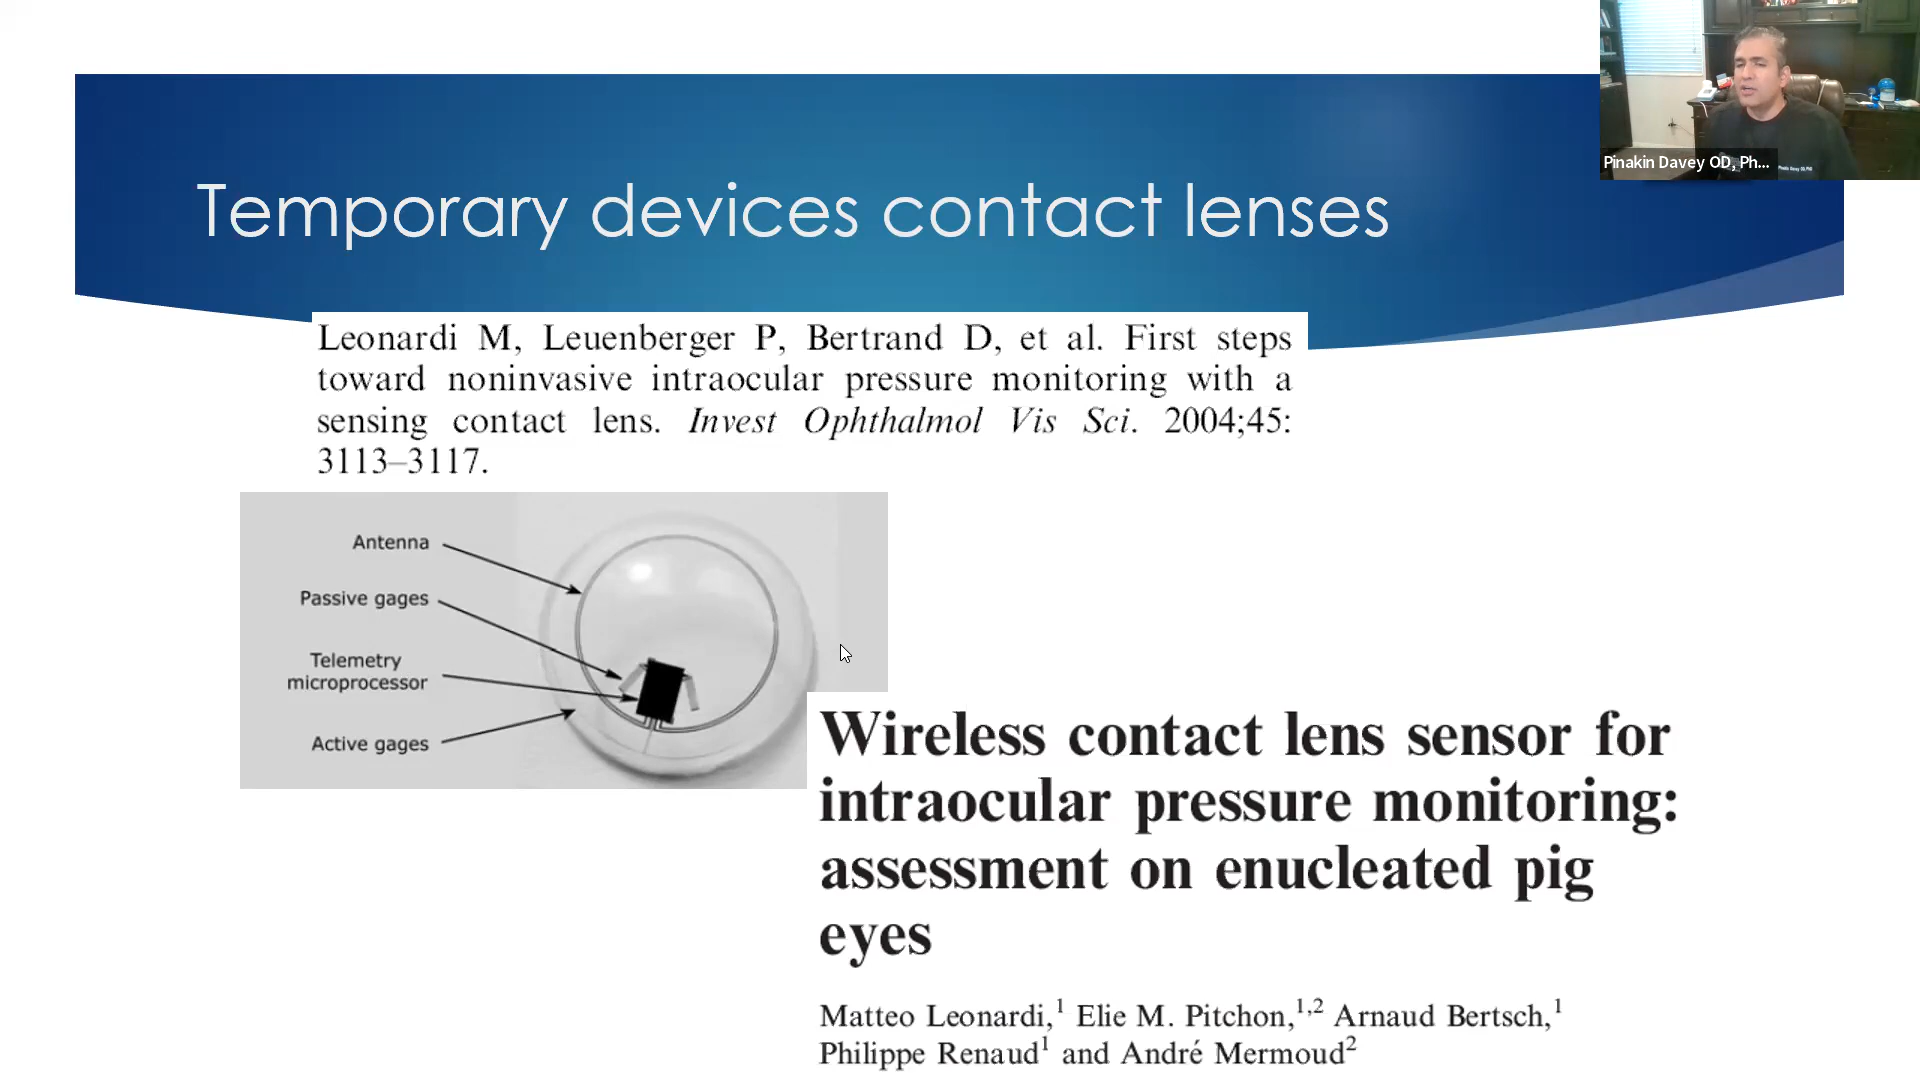 Pinakin Davey OD, Ph...
Temporary devices contact lenses
Leonardi M, Leuenberger P, Bertrand D, et al. First steps
toward noninvasive intraocular pressure monitoring with a
sensing contact lens. Invest Ophthalmol Vis Sci. 2004;45:
3113–3117.
Antenna
Passive gages
Telemetry
microprocessor
Active gages
Wireless contact lens sensor for
intraocular pressure monitoring:
assessment on enucleated pig
eyes
Matteo Leonardi,¹ Elie M. Pitchon,¹,² Arnaud Bertsch,¹
Philippe Renaud¹ and André Mermoud²